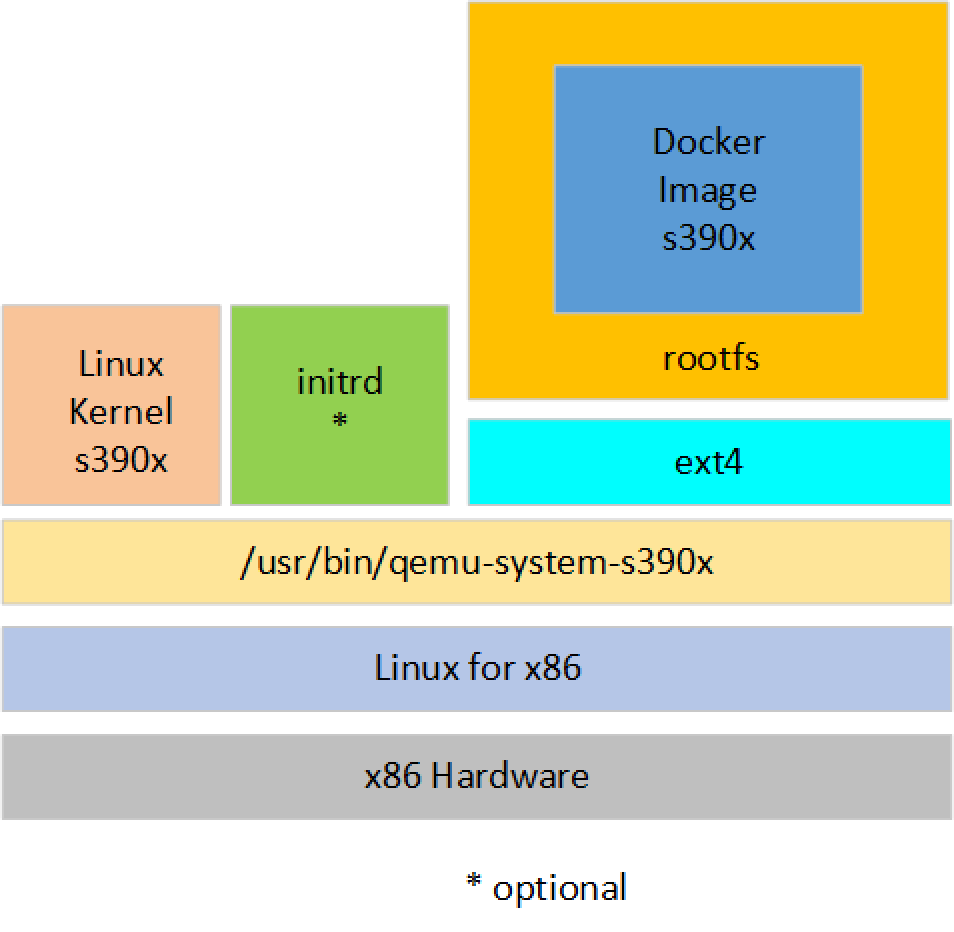 Docker
Image
s390x
rootfs
Linux
Kernel
s390x
initrd
*
ext4
/usr/bin/qemu-system-s390x
Linux for x86
x86 Hardware
* optional